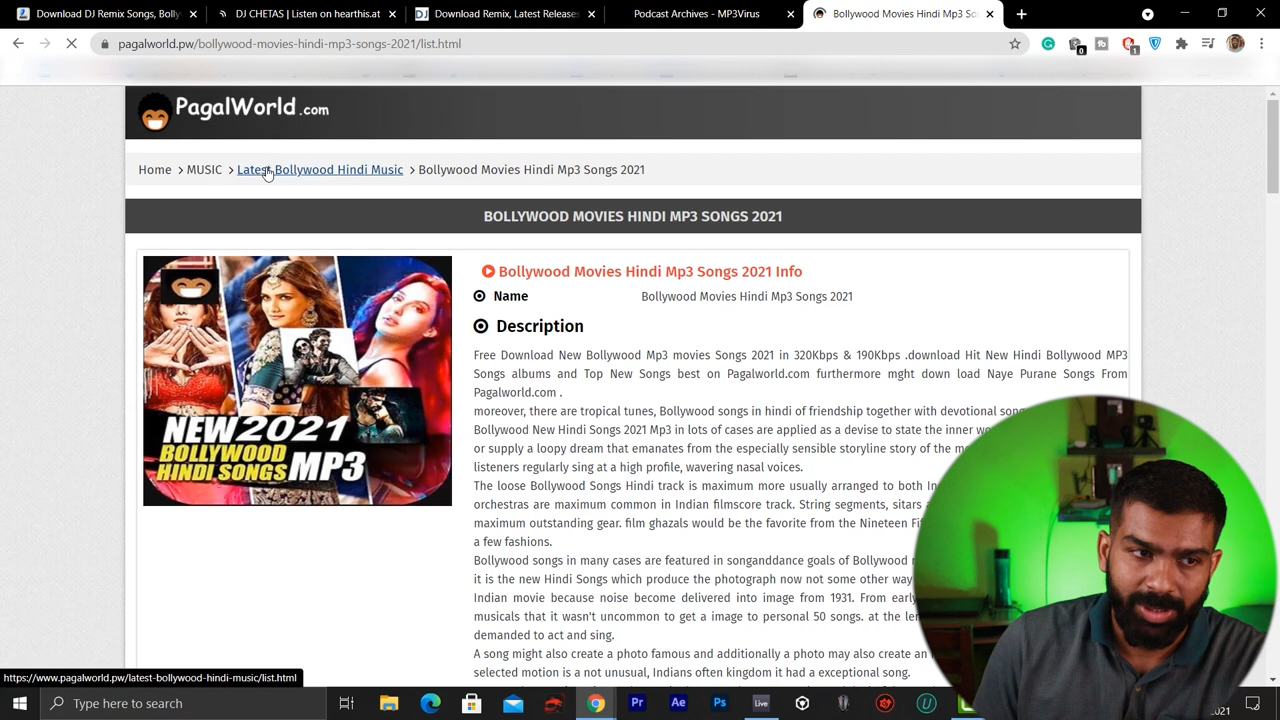 Download DJ Remix Songs, Bolly
DJ CHETAS | Listen on hearthis.at
Download Remix, Latest Releases
Podcast Archives - MP3Virus
Bollywood Movies Hindi Mp3 So
pagalworld.pw/bollywood-movies-hindi-mp3-songs-2021/list.html
0
1
PagalWorld.com
Home > MUSIC > Latest Bollywood Hindi Music > Bollywood Movies Hindi Mp3 Songs 2021
BOLLYWOOD MOVIES HINDI MP3 SONGS 2021
NEW 2021
BOLLYWOOD
HINDI SONGS MP3
Bollywood Movies Hindi Mp3 Songs 2021 Info
Name Bollywood Movies Hindi Mp3 Songs 2021
Description
Free Download New Bollywood Mp3 movies Songs 2021 in 320Kbps & 190Kbps .download Hit New Hindi Bollywood MP3
Songs albums and Top New Songs best on Pagalworld.com furthermore mght down load Naye Purane Songs From
Pagalworld.com .
moreover, there are tropical tunes, Bollywood songs in hindi of friendship together with devotional
Bollywood New Hindi Songs 2021 Mp3 in lots of cases are applied as a devise to state the inner
or supply a loopy dream that emanates from the especially sensible storyline story of the
listeners regularly sing at a high profile, wavering nasal voices.
The loose Bollywood Songs Hindi track is maximum more usually arranged to both
orchestras are maximum common in Indian filmscore track. String segments, sitars
maximum outstanding gear. film ghazals would be the favorite from the Nineteen
a few fashions.
Bollywood songs in many cases are featured in songanddance goals of Bollywood
it is the new Hindi Songs which produce the photograph now not some other way
Indian movie because noise become delivered into image from 1931. From early
musicals that it wasn't uncommon to get a image to personal 50 songs. at the
demanded to act and sing.
A song might also create a photo famous and additionally a photo may also create an
selected motion is a not unusual, Indians often kingdom it had a exceptional song.
https://www.pagalworld.pw/latest-bollywood-hindi-music/list.html
Type here to search
Pr
Ae
Ps
Live
2021